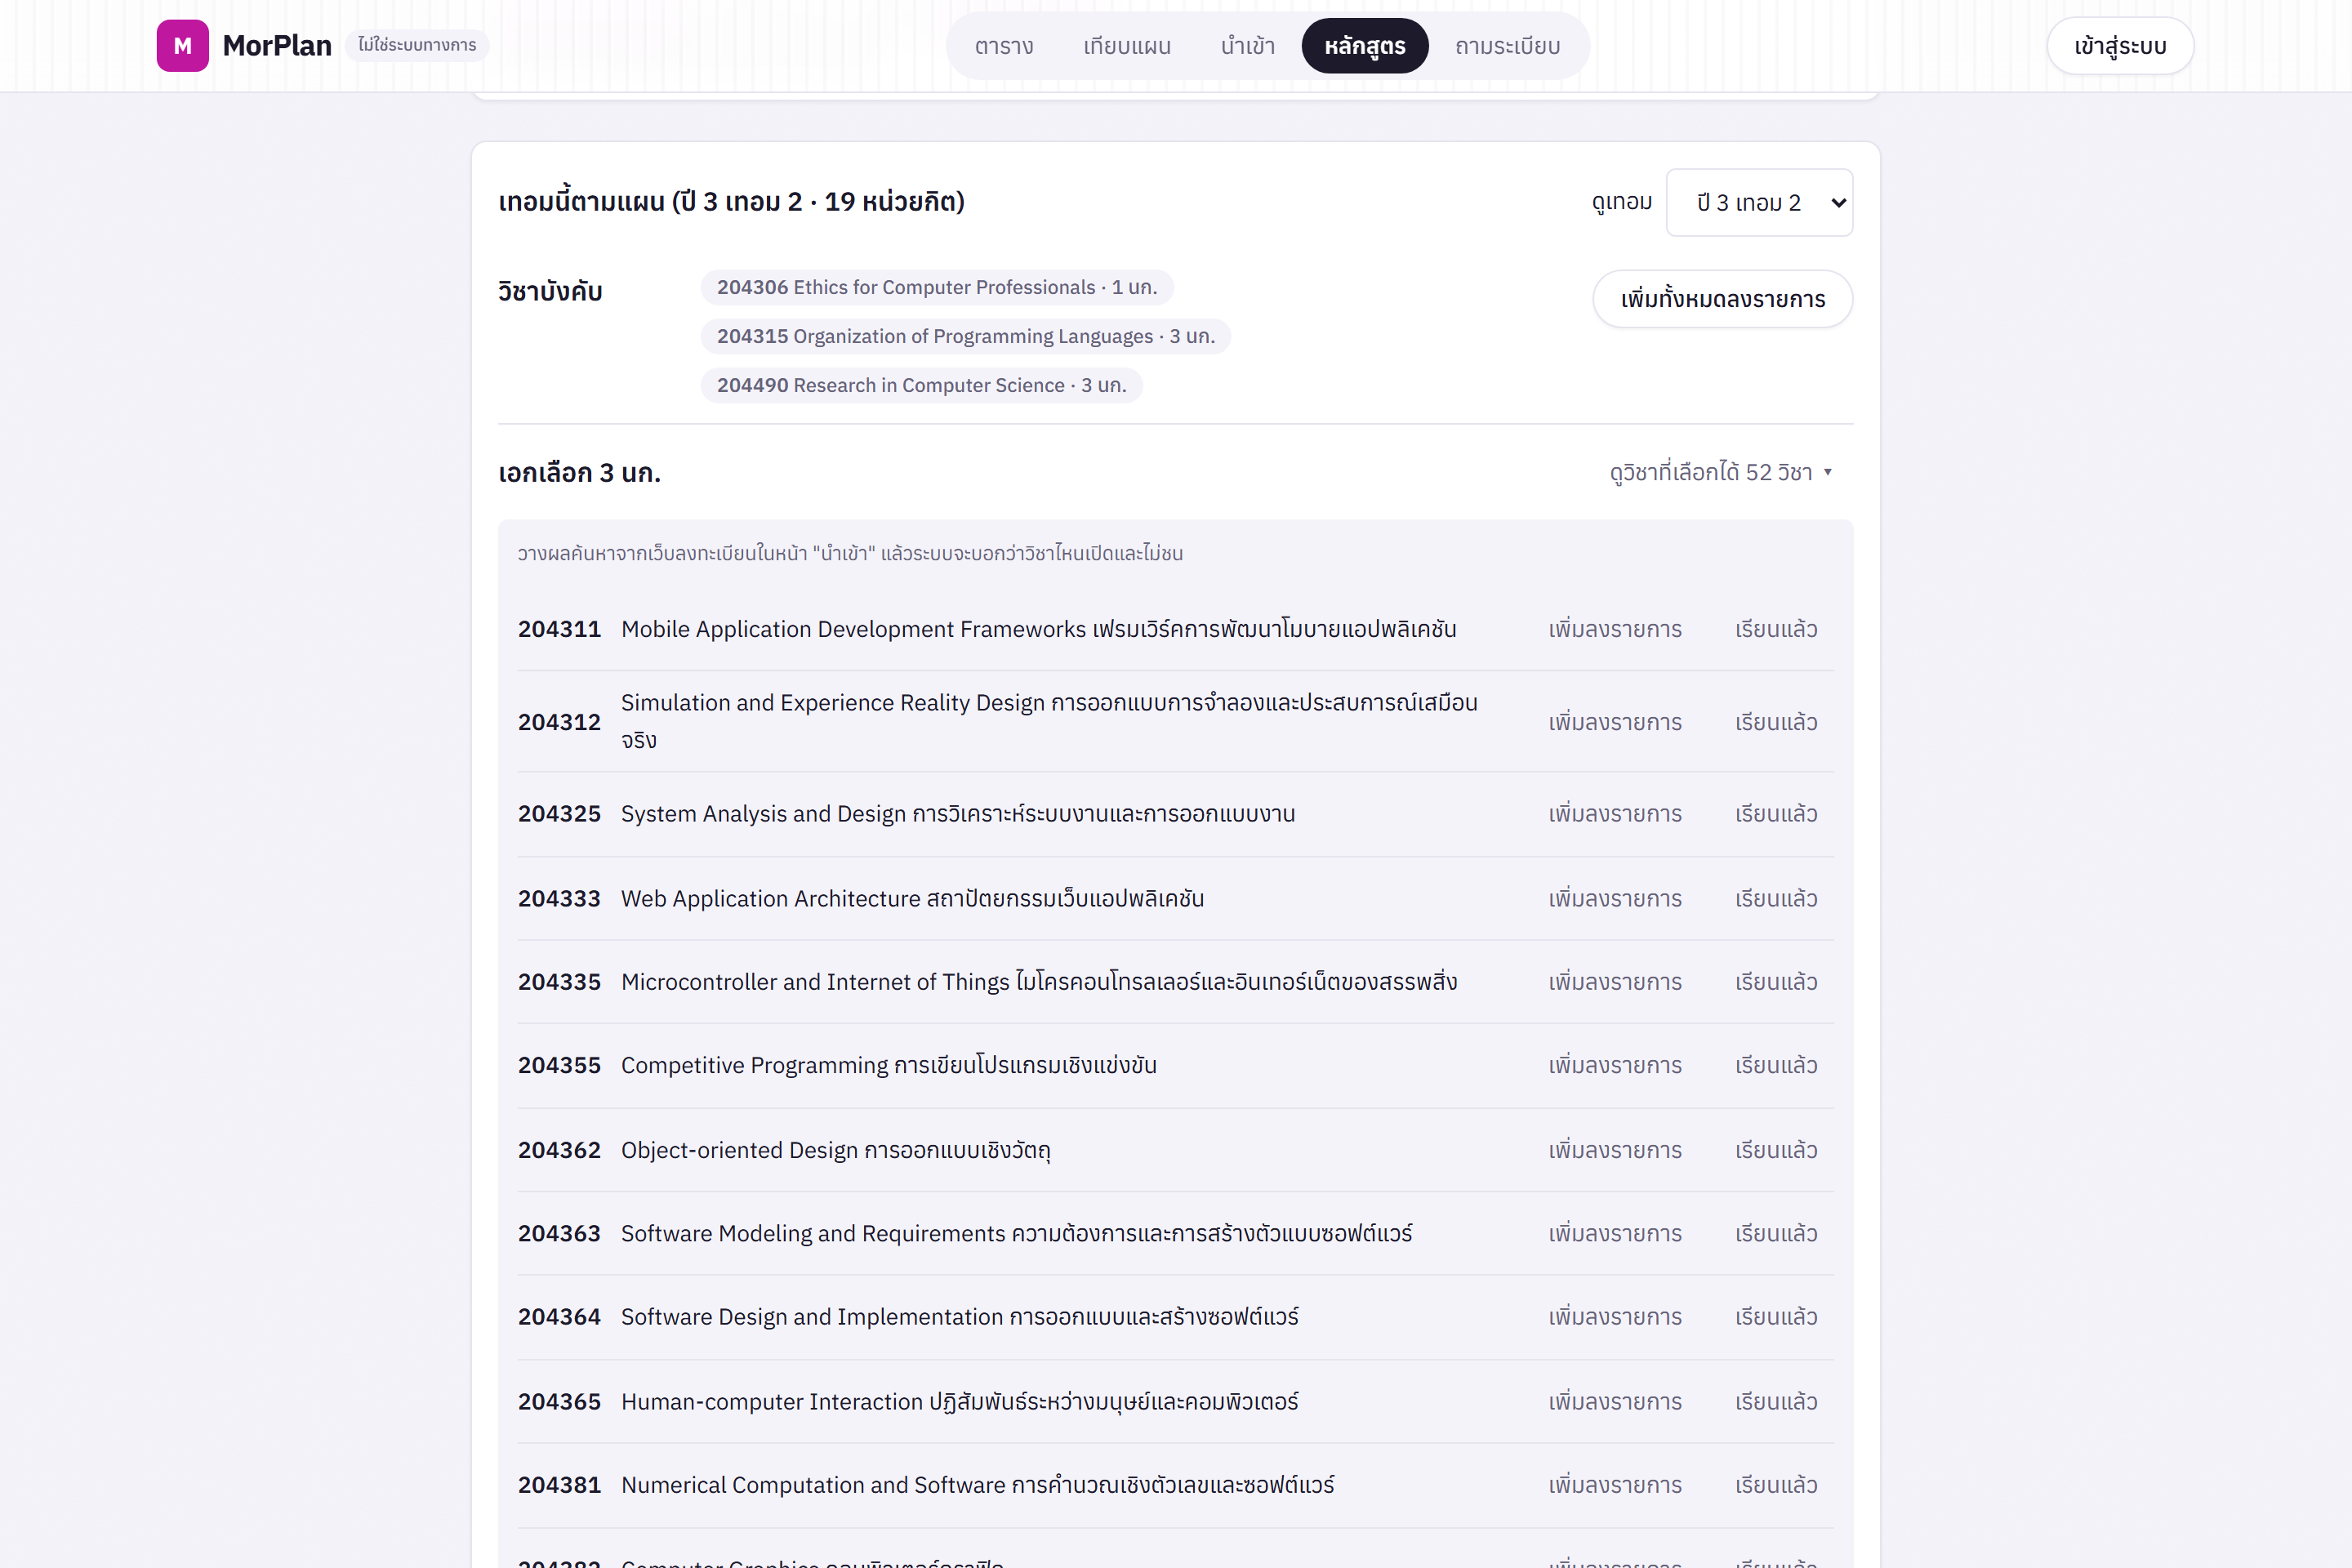 M MorPlan ไม่ใช่ระบบทางการ ตาราง เทียบแผน นำเข้า หลักสูตร ถามระเบียบ เข้าสู่ระบบ
เทอมนี้ตามแผน (ปี 3 เทอม 2 · 19 หน่วยกิต) ดูเทอม ปี 3 เทอม 2
วิชาบังคับ 204306 Ethics for Computer Professionals · 1 นก. เพิ่มทั้งหมดลงรายการ
204315 Organization of Programming Languages · 3 นก.
204490 Research in Computer Science · 3 นก.
เอกเลือก 3 นก. ดูวิชาที่เลือกได้ 52 วิชา ▾
วางผลค้นหาจากเว็บลงทะเบียนในหน้า "นำเข้า" แล้วระบบจะบอกว่าวิชาไหนเปิดและไม่ชน
204311 Mobile Application Development Frameworks เฟรมเวิร์คการพัฒนาโมบายแอปพลิเคชัน เพิ่มลงรายการ เรียนแล้ว
204312 Simulation and Experience Reality Design การออกแบบการจำลองและประสบการณ์เสมือน
จริง เพิ่มลงรายการ เรียนแล้ว
204325 System Analysis and Design การวิเคราะห์ระบบงานและการออกแบบงาน เพิ่มลงรายการ เรียนแล้ว
204333 Web Application Architecture สถาปัตยกรรมเว็บแอปพลิเคชัน เพิ่มลงรายการ เรียนแล้ว
204335 Microcontroller and Internet of Things ไมโครคอนโทรลเลอร์และอินเทอร์เน็ตของสรรพสิ่ง เพิ่มลงรายการ เรียนแล้ว
204355 Competitive Programming การเขียนโปรแกรมเชิงแข่งขัน เพิ่มลงรายการ เรียนแล้ว
204362 Object-oriented Design การออกแบบเชิงวัตถุ เพิ่มลงรายการ เรียนแล้ว
204363 Software Modeling and Requirements ความต้องการและการสร้างตัวแบบซอฟต์แวร์ เพิ่มลงรายการ เรียนแล้ว
204364 Software Design and Implementation การออกแบบและสร้างซอฟต์แวร์ เพิ่มลงรายการ เรียนแล้ว
204365 Human-computer Interaction ปฏิสัมพันธ์ระหว่างมนุษย์และคอมพิวเตอร์ เพิ่มลงรายการ เรียนแล้ว
204381 Numerical Computation and Software การคำนวณเชิงตัวเลขและซอฟต์แวร์ เพิ่มลงรายการ เรียนแล้ว
204382 Computer Graphics คอมพิวเตอร์กราฟิก เพิ่มลงรายการ เรียนแล้ว